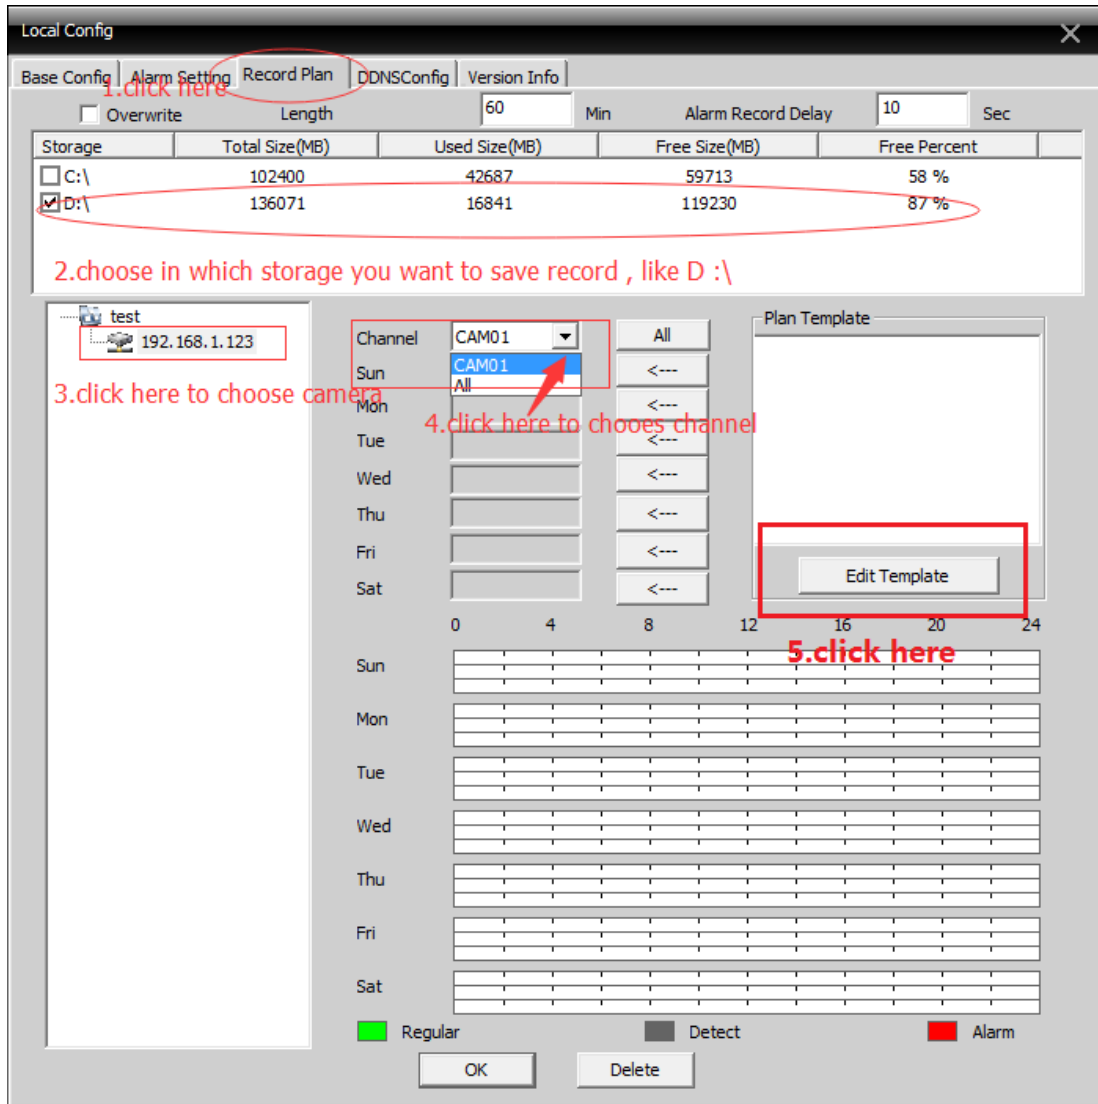 Local Config
Base Config Alarm Setting Record Plan DDNSConfig Version Info
1.click here
Overwrite Length 60 Min Alarm Record Delay 10 Sec
Storage Total Size(MB) Used Size(MB) Free Size(MB) Free Percent
C:\ 102400 42687 59713 58 %
D:\ 136071 16841 119230 87 %
2.choose in which storage you want to save record , like D :\
test
192.168.1.123
3.click here to choose camera
Channel CAM01 All
CAM01
All
4.click here to chooes channel
Sun <---
Mon <---
Tue <---
Wed <---
Thu <---
Fri <---
Sat <---
Plan Template
Edit Template
5.click here
0 4 8 12 16 20 24
Sun
Mon
Tue
Wed
Thu
Fri
Sat
Regular Detect Alarm
OK Delete